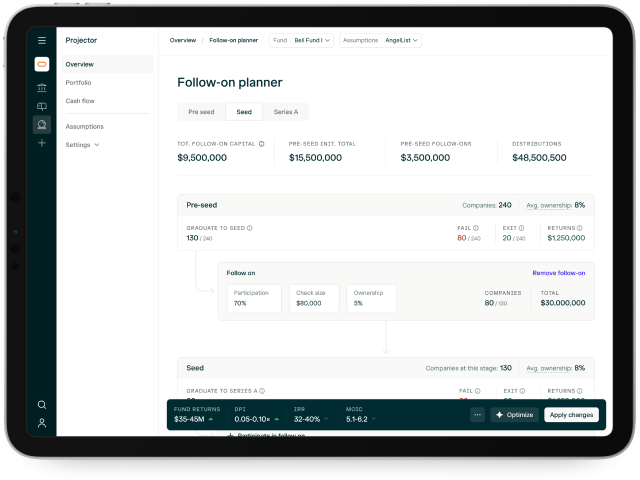 Projector
Overview / Follow-on planner Fund Bell Fund I Assumptions AngelList
Overview
Portfolio
Cash flow
Assumptions
Settings
Follow-on planner
Pre seed Seed Series A
TOT. FOLLOW-ON CAPITAL PRE-SEED INIT. TOTAL PRE-SEED FOLLOW-ONS DISTRIBUTIONS
$9,500,000 $15,500,000 $3,500,000 $48,500,500
Pre-seed Companies: 240 Avg. ownership: 8%
GRADUATE TO SEED FAIL EXIT RETURNS
130 / 240 80 / 240 20 / 240 $1,250,000
Follow on Remove follow-on
Participation Check size Ownership COMPANIES TOTAL
70% $80,000 5% 80 / 130 $30,000,000
Seed Companies at this stage: 130 Avg. ownership: 8%
GRADUATE TO SERIES A FAIL EXIT RETURNS
FUND RETURNS DPI IRR MOIC
$35-45M 0.05-0.10x 32-40% 5.1-6.2 ... Optimize Apply changes
+ Participate in follow on